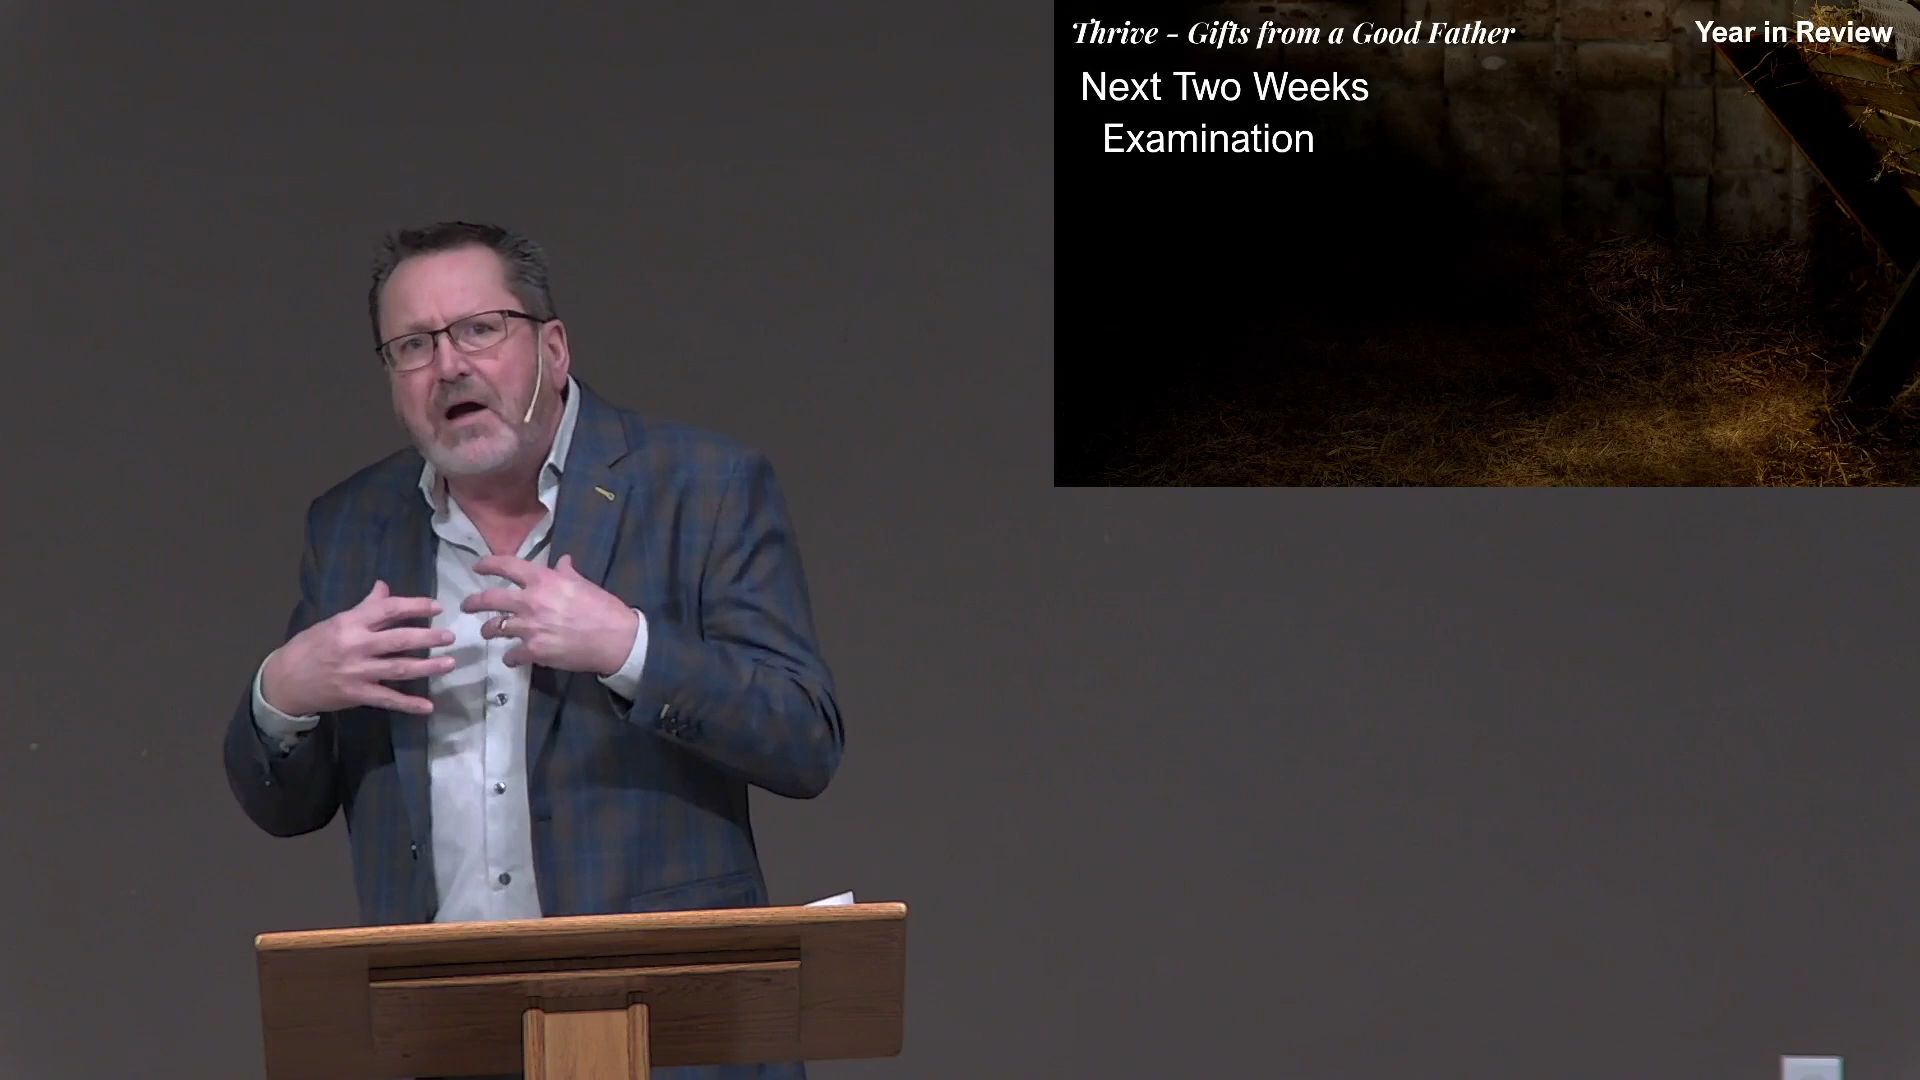 Thrive - Gifts from a Good Father
Year in Review
Next Two Weeks
Examination